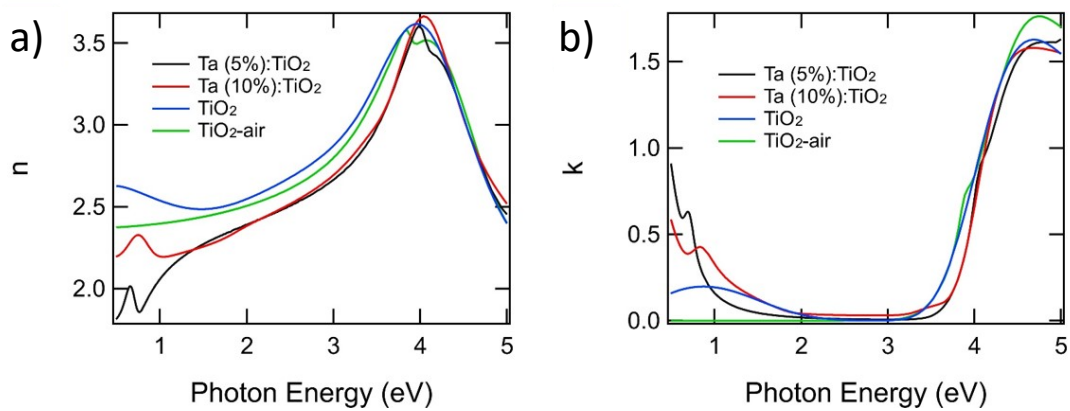 a)
n
3.5
3.0
2.5
2.0
Ta (5%):TiO₂
Ta (10%):TiO₂
TiO₂
TiO₂-air
1 2 3 4 5
Photon Energy (eV)
b)
k
1.5
1.0
0.5
0.0
Ta (5%):TiO₂
Ta (10%):TiO₂
TiO₂
TiO₂-air
1 2 3 4 5
Photon Energy (eV)